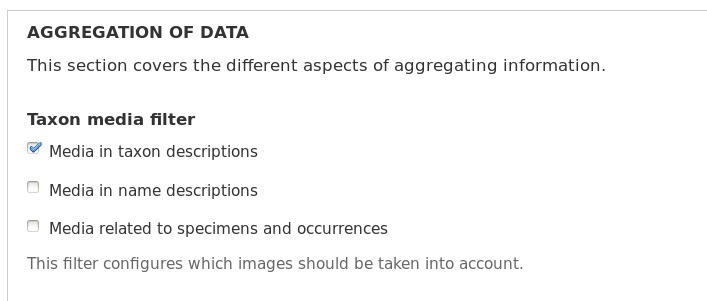 AGGREGATION OF DATA
This section covers the different aspects of aggregating information.
Taxon media filter
Media in taxon descriptions
Media in name descriptions
Media related to specimens and occurrences
This filter configures which images should be taken into account.